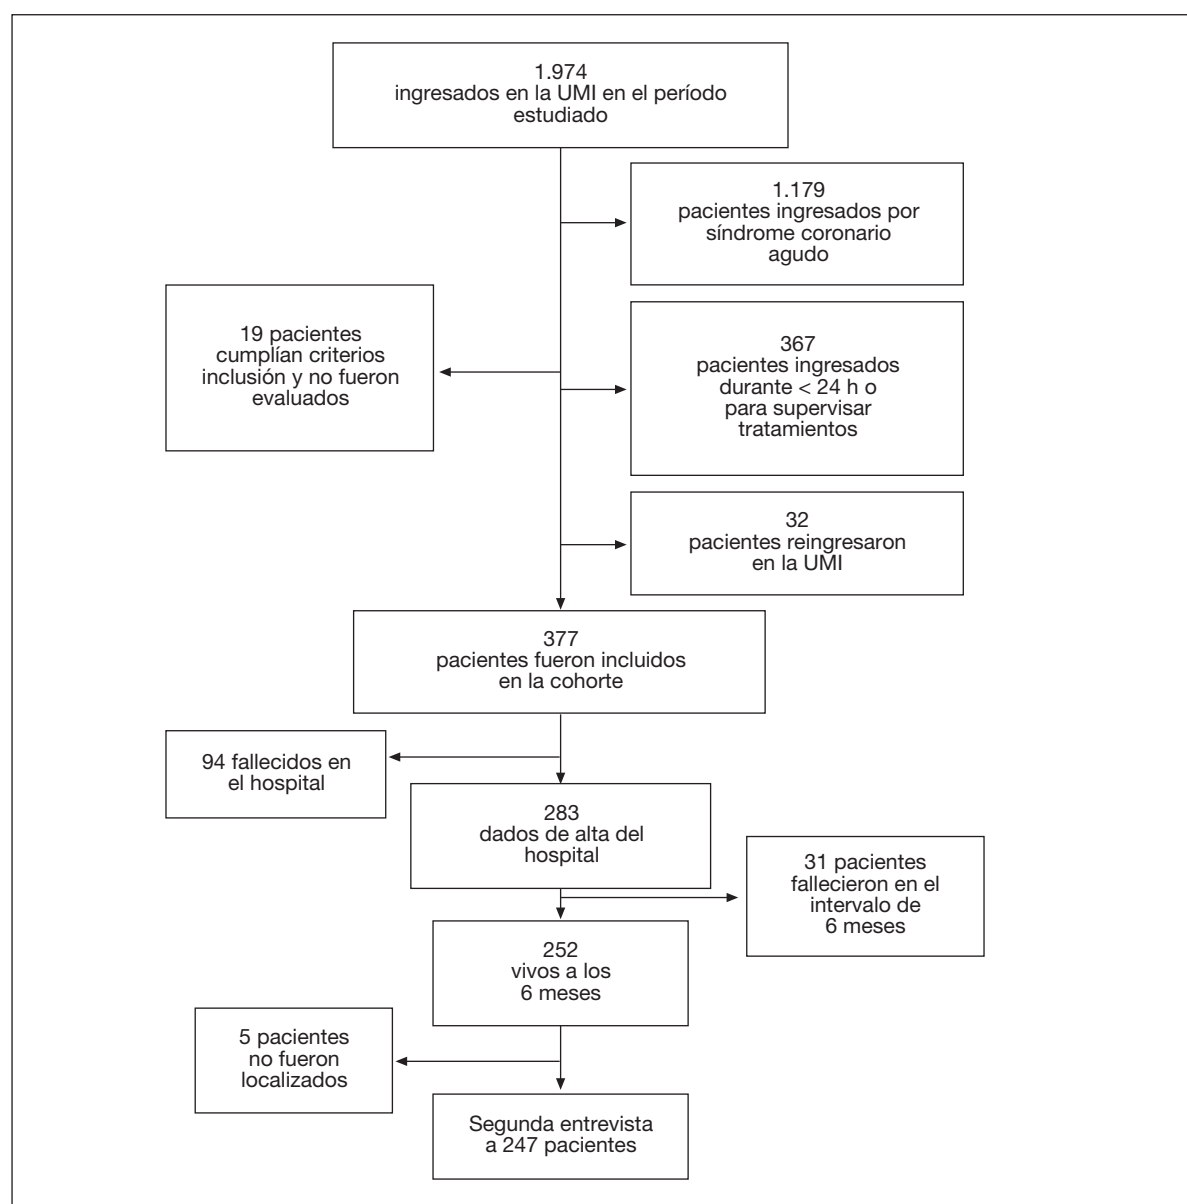 1.974
ingresados en la UMI en el período
estudiado
1.179
pacientes ingresados por
síndrome coronario
agudo
19 pacientes
cumplían criterios
inclusión y no fueron
evaluados
367
pacientes ingresados
durante < 24 h o
para supervisar
tratamientos
32
pacientes reingresaron
en la UMI
377
pacientes fueron incluidos
en la cohorte
94 fallecidos en
el hospital
283
dados de alta del
hospital
31 pacientes
fallecieron en el
intervalo de
6 meses
252
vivos a los
6 meses
5 pacientes
no fueron
localizados
Segunda entrevista
a 247 pacientes